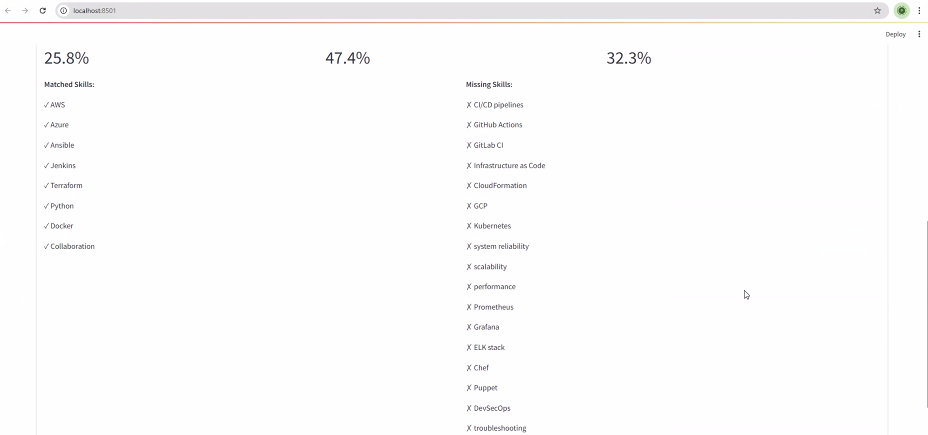 localhost:8501
Deploy
25.8%
47.4%
32.3%
Matched Skills:
✓ AWS
✓ Azure
✓ Ansible
✓ Jenkins
✓ Terraform
✓ Python
✓ Docker
✓ Collaboration
Missing Skills:
✗ CI/CD pipelines
✗ GitHub Actions
✗ GitLab CI
✗ Infrastructure as Code
✗ CloudFormation
✗ GCP
✗ Kubernetes
✗ system reliability
✗ scalability
✗ performance
✗ Prometheus
✗ Grafana
✗ ELK stack
✗ Chef
✗ Puppet
✗ DevSecOps
✗ troubleshooting